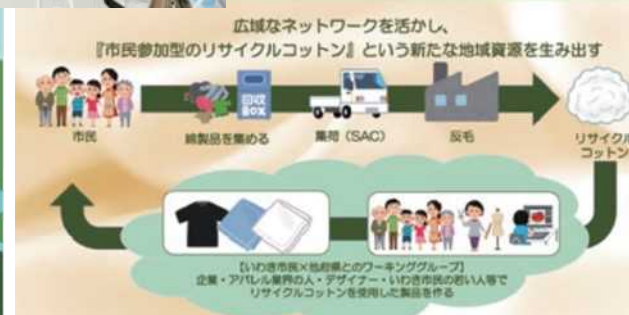 広域なネットワークを活かし、
『市民参加型のリサイクルコットン』という新たな地域資源を生み出す
回収
BOX
市民
綿製品を集める
集荷（SAC）
反毛
リサイクル
コットン
【いわき市民×他府県とのワーキンググループ】
企業・アパレル業界の人・デザイナー・いわき市民の若い人等で
リサイクルコットンを使用した製品を作る